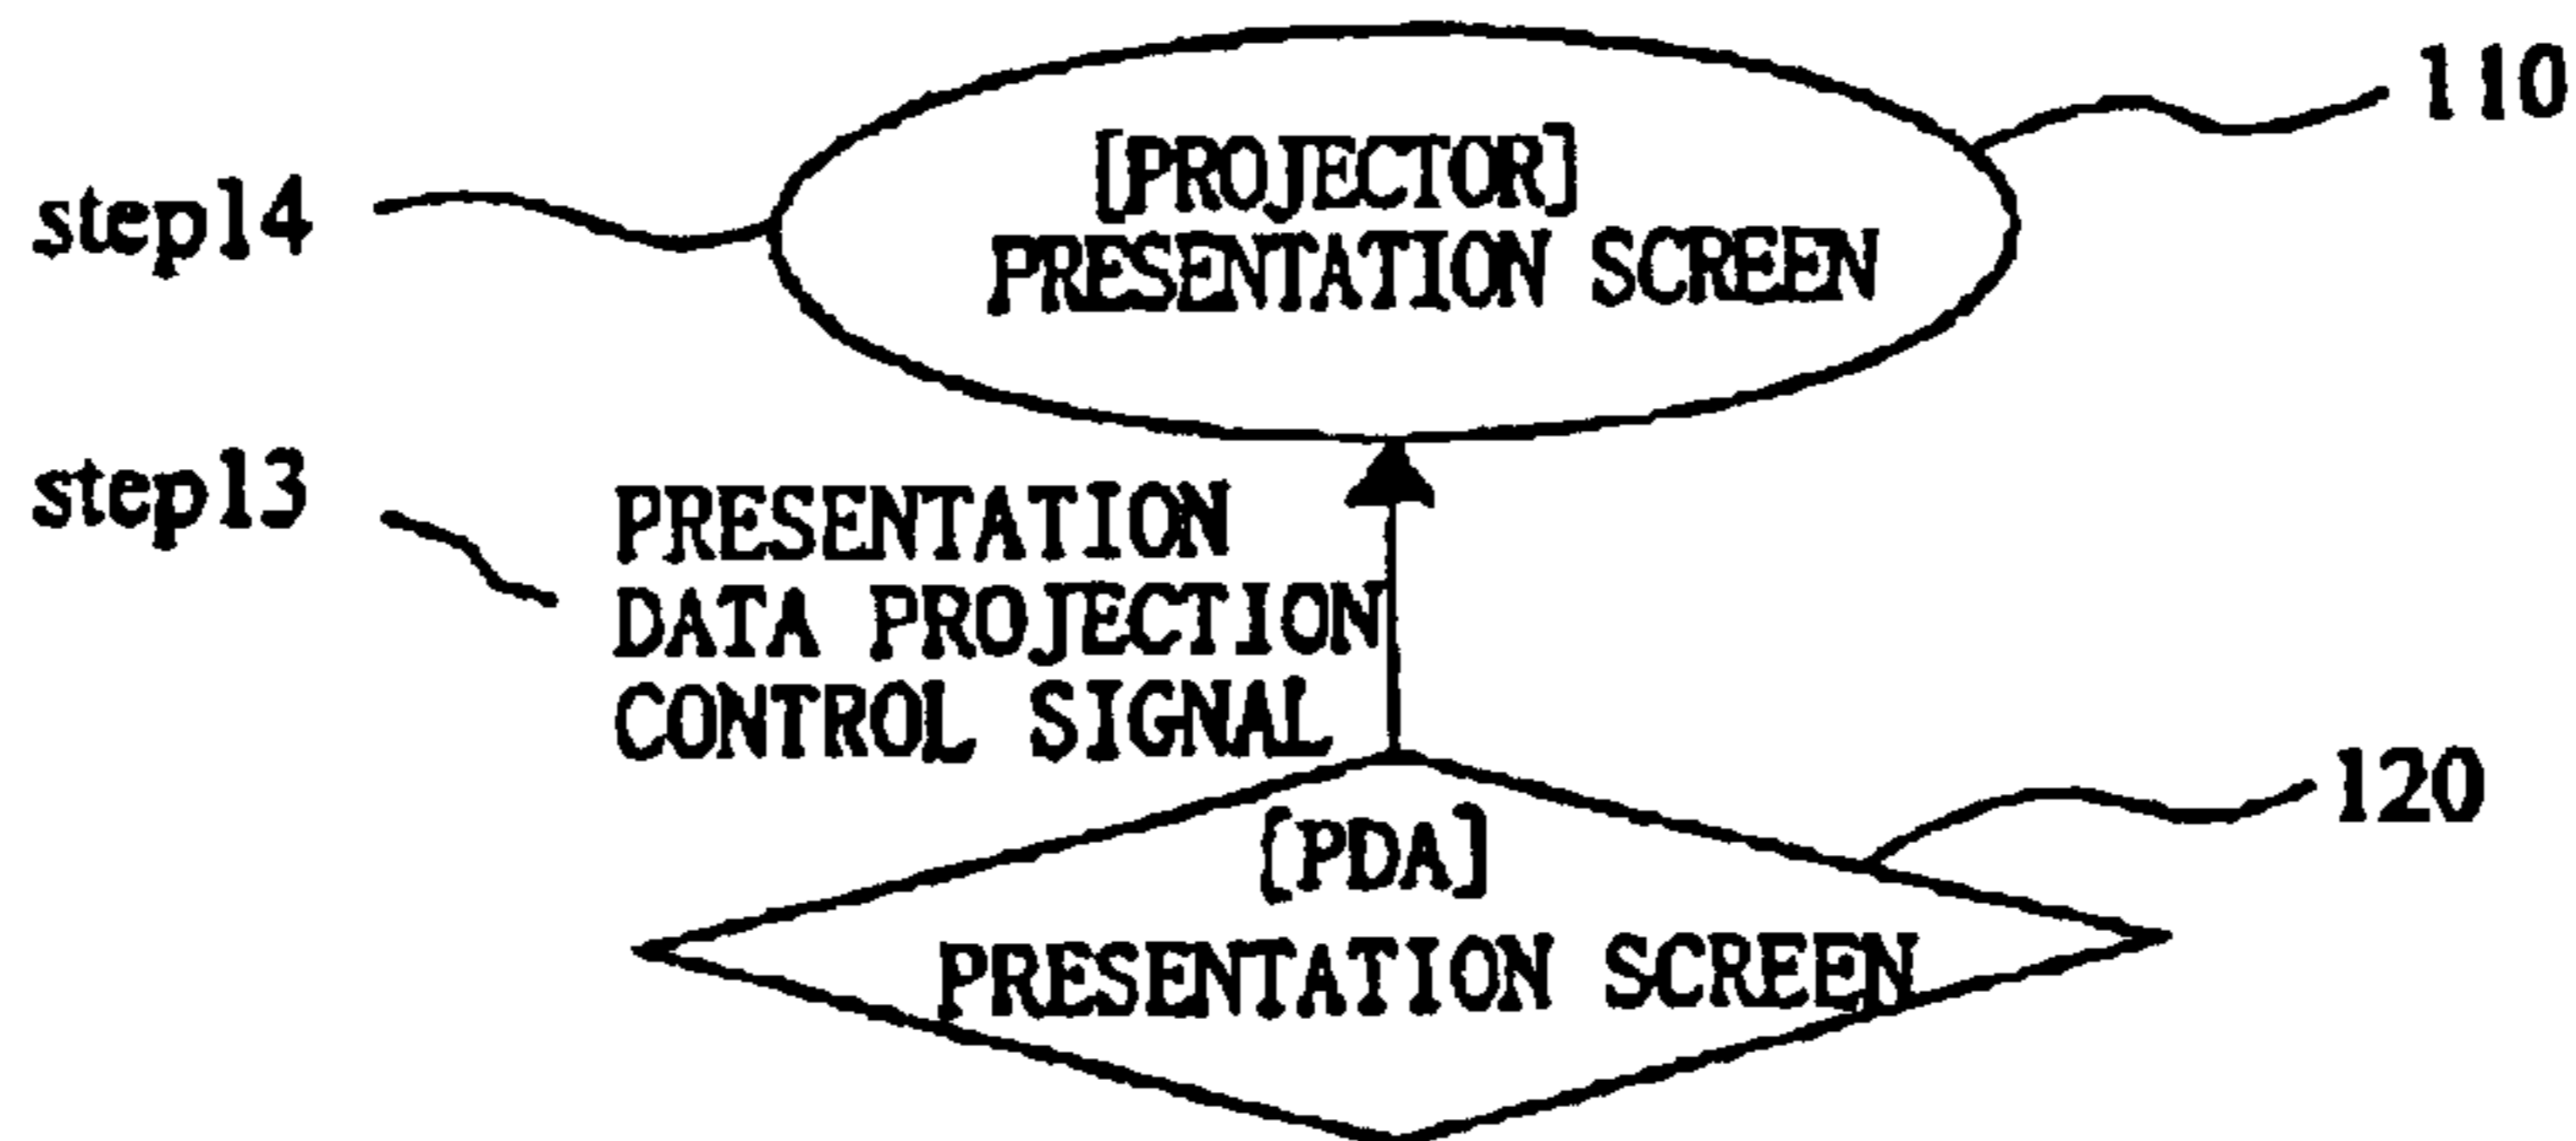 110
[PROJECTOR]
step14
PRESENTATION SCREEN
step13
PRESENTATION
DATA PROJECTION
CONTROL SIGNAL
120
[PDA]
PRESENTATION SCREEN